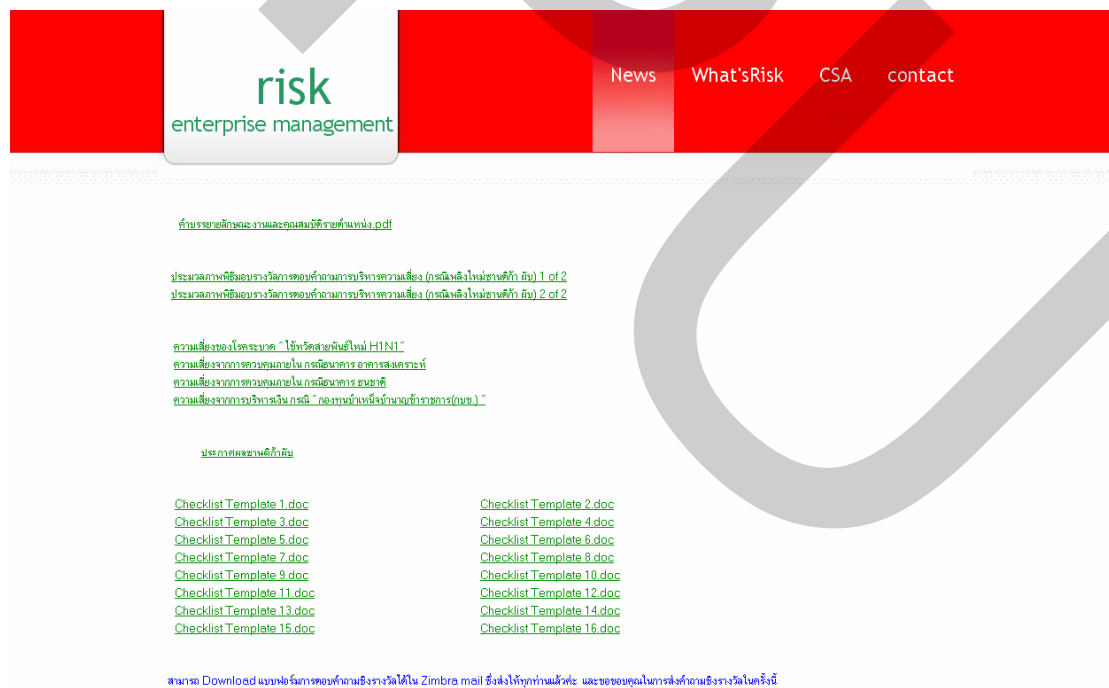 risk
enterprise management
News What'sRisk CSA contact
คำบรรยายลักษณะงานและคุณสมบัติรายตำแหน่ง.pdf
ประมวลภาพพิธีมอบรางวัลการตอบคำถามการบริหารความเสี่ยง (กรณีเพลิงไหม้ซานติก้า ผับ) 1 of 2
ประมวลภาพพิธีมอบรางวัลการตอบคำถามการบริหารความเสี่ยง (กรณีเพลิงไหม้ซานติก้า ผับ) 2 of 2
ความเสี่ยงของโรคระบาด " ไข้หวัดสายพันธ์ใหม่ H1N1"
ความเสี่ยงจากการควบคุมภายใน กรณีธนาคาร อาคารสงเคราะห์
ความเสี่ยงจากการควบคุมภายใน กรณีธนาคาร ธนชาติ
ความเสี่ยงจากการบริหารเงิน กรณี " กองทุนบำเหน็จบำนาญข้าราชการ(กบข.) "
ประกาศผลซานติก้าผับ
Checklist Template 1.doc Checklist Template 2.doc
Checklist Template 3.doc Checklist Template 4.doc
Checklist Template 5.doc Checklist Template 6.doc
Checklist Template 7.doc Checklist Template 8.doc
Checklist Template 9.doc Checklist Template 10.doc
Checklist Template 11.doc Checklist Template 12.doc
Checklist Template 13.doc Checklist Template 14.doc
Checklist Template 15.doc Checklist Template 16.doc
สามารถ Download แบบฟอร์มการตอบคำถามชิงรางวัลได้ใน Zimbra mail ซึ่งส่งให้ทุกท่านแล้วค่ะ และขอขอบคุณในการส่งคำถามชิงรางวัลในครั้งนี้